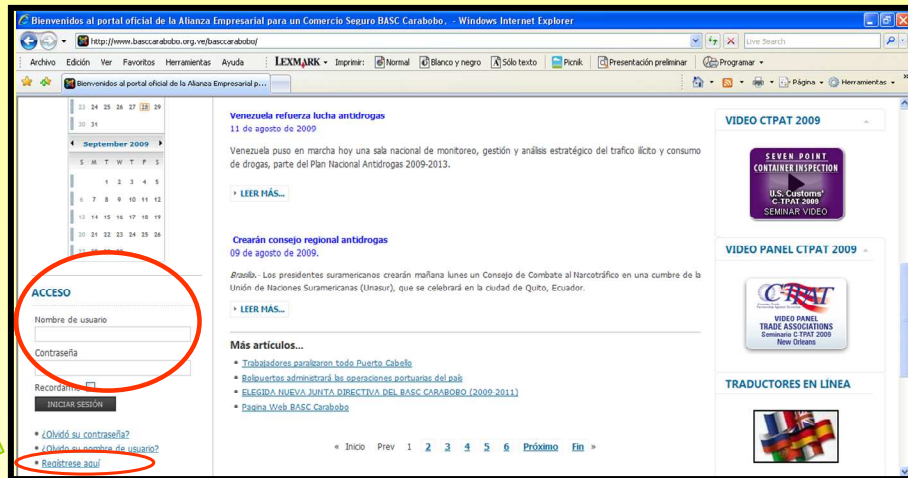 Bienvenidos al portal oficial de la Alianza Empresarial para un Comercio Seguro BASC Carabobo, - Windows Internet Explorer
http://www.basccarabobo.org.ve/basccarabobo/
Live Search
Archivo Edición Ver Favoritos Herramientas Ayuda LEXMARK Imprimir: Normal Blanco y negro Sólo texto Picnik Presentación preliminar Programar
Bienvenidos al portal oficial de la Alianza Empresarial p... Página Herramientas
23 24 25 26 27 28 29
30 31
September 2009
S M T W T F S
1 2 3 4 5
6 7 8 9 10 11 12
13 14 15 16 17 18 19
20 21 22 23 24 25 26
ACCESO
Nombre de usuario
Contraseña
Recordarme
INICIAR SESIÓN
¿Olvidó su contraseña?
¿Olvido su nombre de usuario?
Regístrese aquí
Venezuela refuerza lucha antidrogas
11 de agosto de 2009
Venezuela puso en marcha hoy una sala nacional de monitoreo, gestión y análisis estratégico del trafico ilícito y consumo
de drogas, parte del Plan Nacional Antidrogas 2009-2013.
LEER MÁS...
Crearán consejo regional antidrogas
09 de agosto de 2009.
Brasilia.- Los presidentes suramericanos crearán mañana lunes un Consejo de Combate al Narcotráfico en una cumbre de la
Unión de Naciones Suramericanas (Unasur), que se celebrará en la ciudad de Quito, Ecuador.
LEER MÁS...
Más artículos...
Trabajadores paralizaron todo Puerto Cabello
Bolipuertos administrará las operaciones portuarias del país
ELEGIDA NUEVA JUNTA DIRECTIVA DEL BASC CARABOBO (2009-2011)
Pagina Web BASC Carabobo
« Inicio Prev 1 2 3 4 5 6 Próximo Fin »
VIDEO CTPAT 2009
SEVEN POINT
CONTAINER INSPECTION
U.S. Customs'
C-TPAT 2009
SEMINAR VIDEO
VIDEO PANEL CTPAT 2009
C-TPAT
VIDEO PANEL
TRADE ASSOCIATIONS
Seminario C-TPAT 2009
New Orleans
TRADUCTORES EN LÍNEA